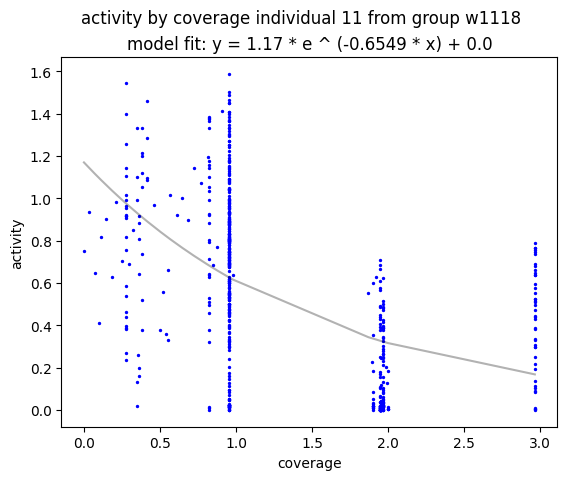 activity by coverage individual 11 from group w1118
model fit: y = 1.17 * e ^ (-0.6549 * x) + 0.0
1.6
1.4
1.2
1.0
0.8
0.6
0.4
0.2
0.0
activity
0.0 0.5 1.0 1.5 2.0 2.5 3.0
coverage